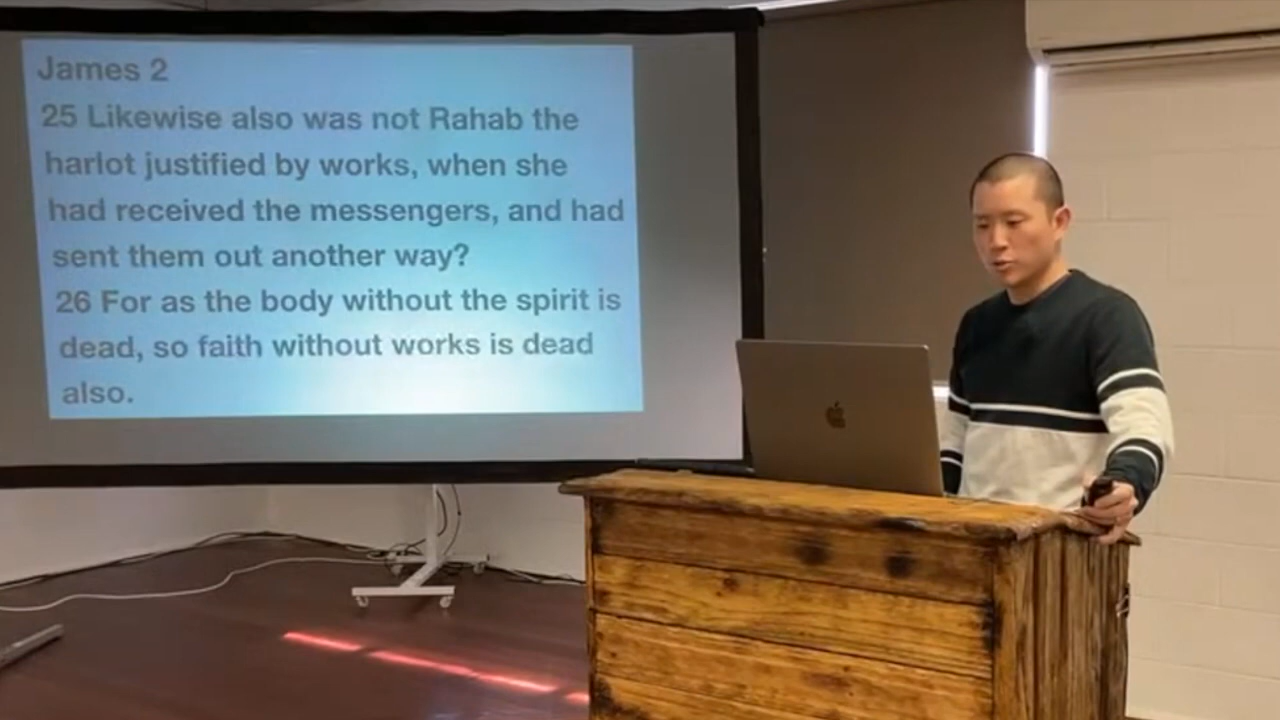 James 2
25 Likewise also was not Rahab the
harlot justified by works, when she
had received the messengers, and had
sent them out another way?
26 For as the body without the spirit is
dead, so faith without works is dead
also.